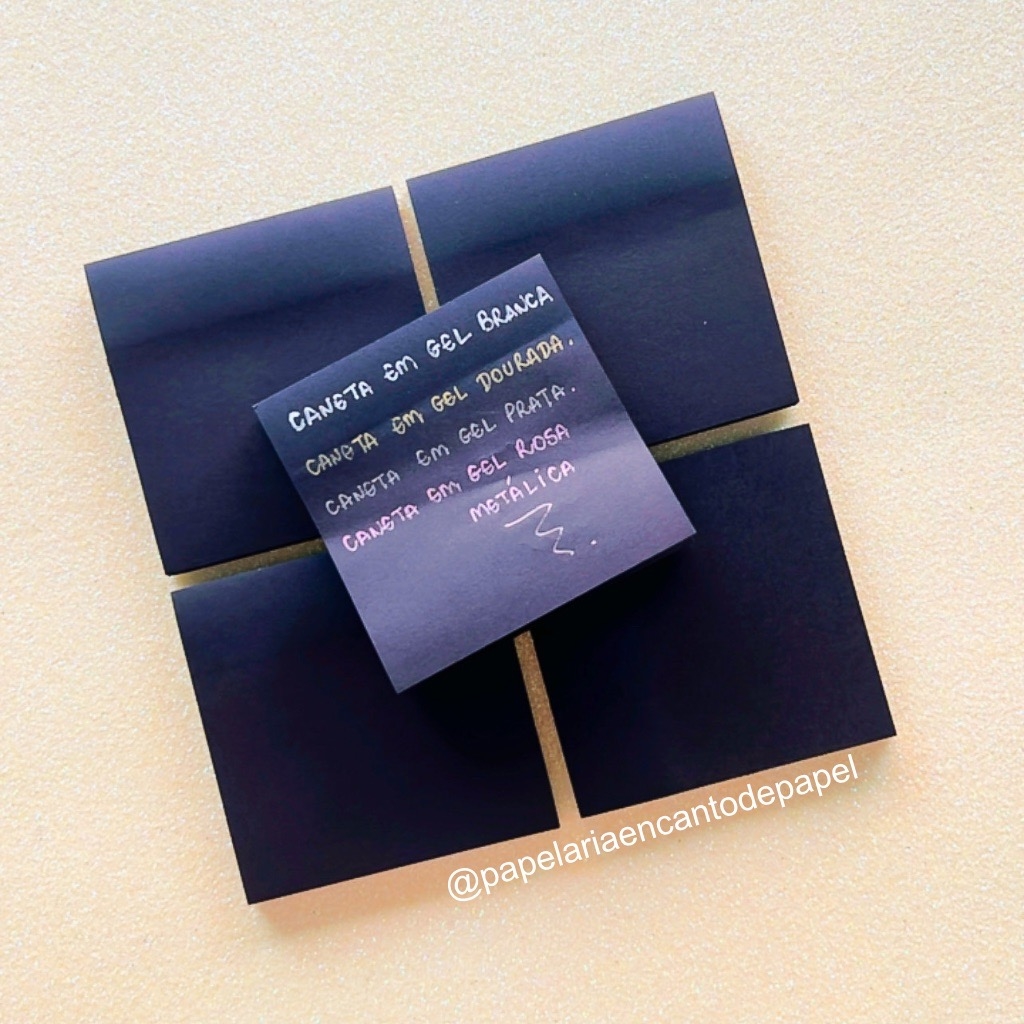 CANETA EM GEL BRANCA
CANETA EM GEL DOURADA.
CANETA EM GEL PRATA.
CANETA EM GEL ROSA
METÁLICA
@papelariaencantodepapel